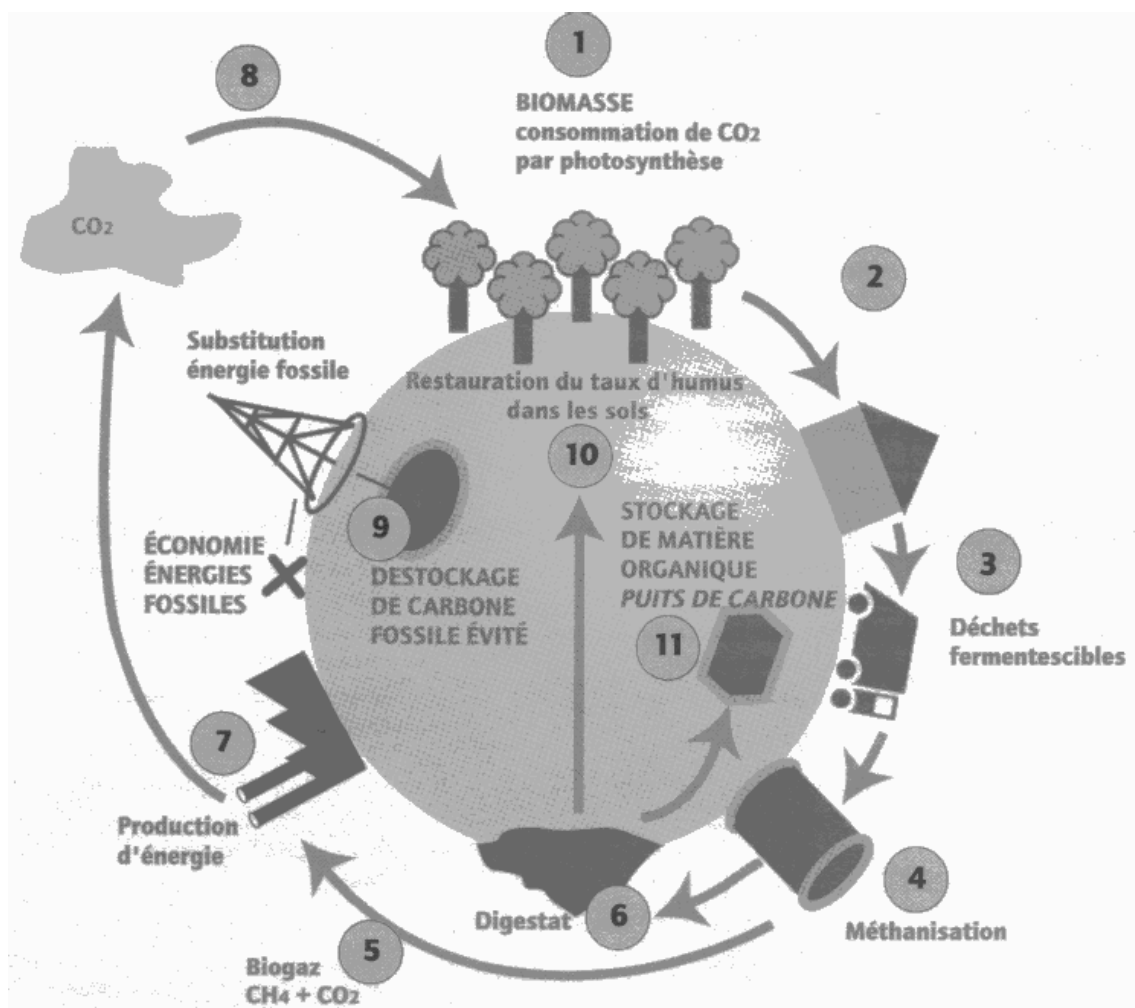 1
BIOMASSE
consommation de CO2
par photosynthèse
8
CO2
2
Substitution
énergie fossile
Restauration du taux d'humus
dans les sols
10
9
ÉCONOMIE
ÉNERGIES
FOSSILES
DESTOCKAGE
DE CARBONE
FOSSILE ÉVITÉ
STOCKAGE
DE MATIÈRE
ORGANIQUE
PUITS DE CARBONE
11
3
Déchets
fermentescibles
7
Production
d'énergie
4
Méthanisation
Digestat
6
5
Biogaz
CH4 + CO2